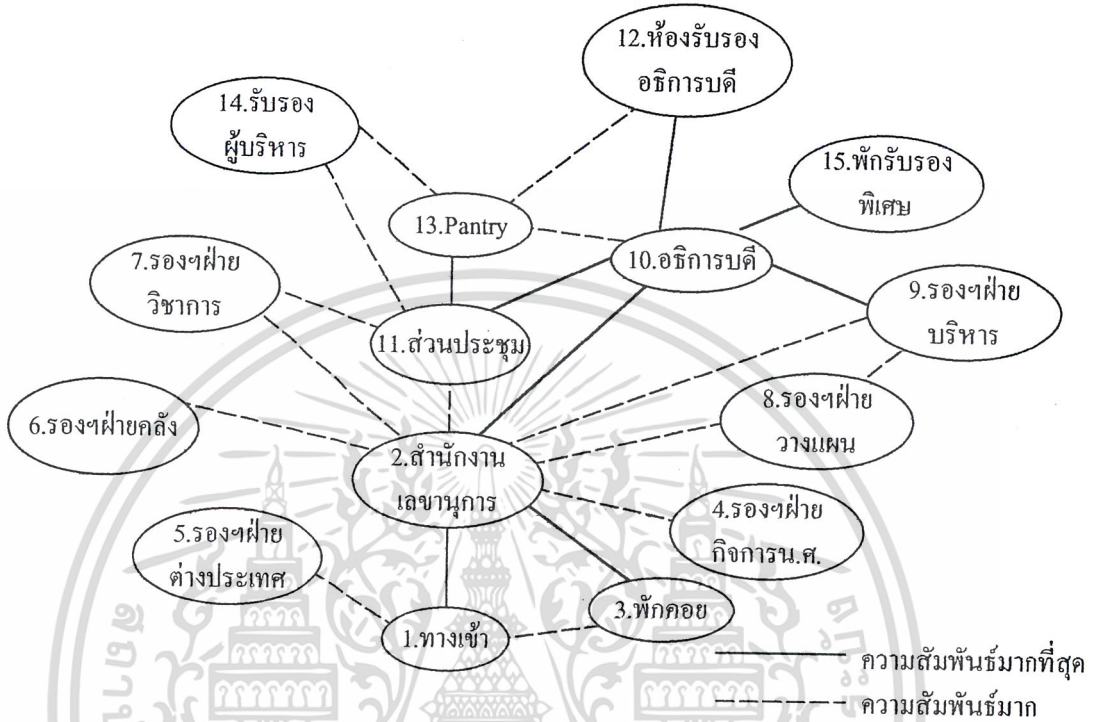 12.ห้องรับรอง
อธิการบดี
14.รับรอง
ผู้บริหาร
15.พักรับรอง
พิเศษ
13.Pantry
10.อธิการบดี
7.รองฯฝ่าย
วิชาการ
9.รองฯฝ่าย
บริหาร
11.ส่วนประชุม
8.รองฯฝ่าย
วางแผน
6.รองฯฝ่ายคลัง
2.สำนักงาน
เลขานุการ
4.รองฯฝ่าย
กิจการน.ศ.
5.รองฯฝ่าย
ต่างประเทศ
3.พักคอย
1.ทางเข้า
ความสัมพันธ์มากที่สุด
ความสัมพันธ์มาก